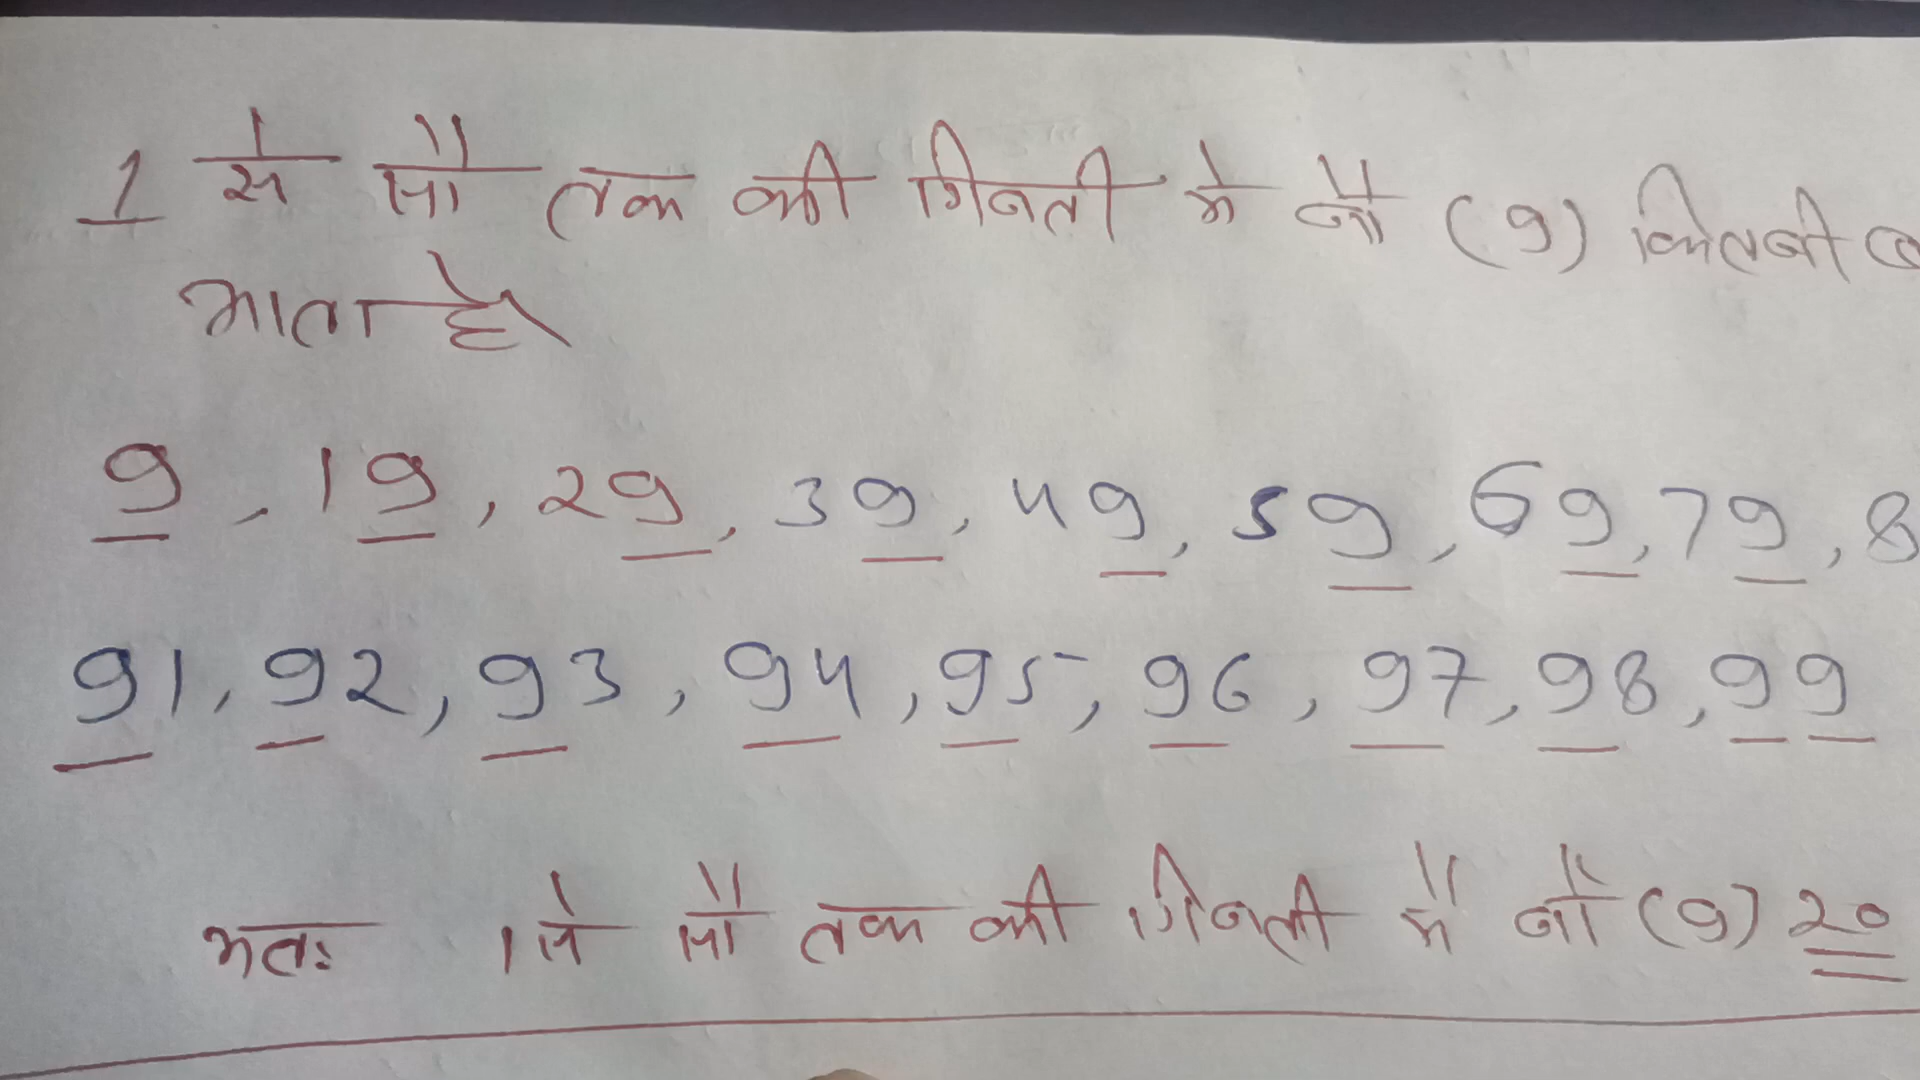 1 से सौ तक की गिनती मे नौ (9) कितनी
आता है।
9, 19, 29, 39, 49, 59, 69, 79, 8
91, 92, 93, 94, 95, 96, 97, 98, 99
अतः 1 से सौ तक की गिनती में नौ (9) 20